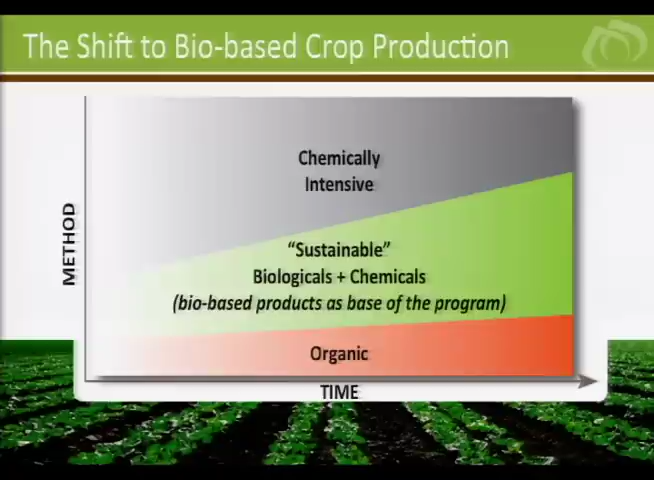 The Shift to Bio-based Crop Production
Chemically
Intensive
METHOD
“Sustainable”
Biologicals + Chemicals
(bio-based products as base of the program)
Organic
TIME